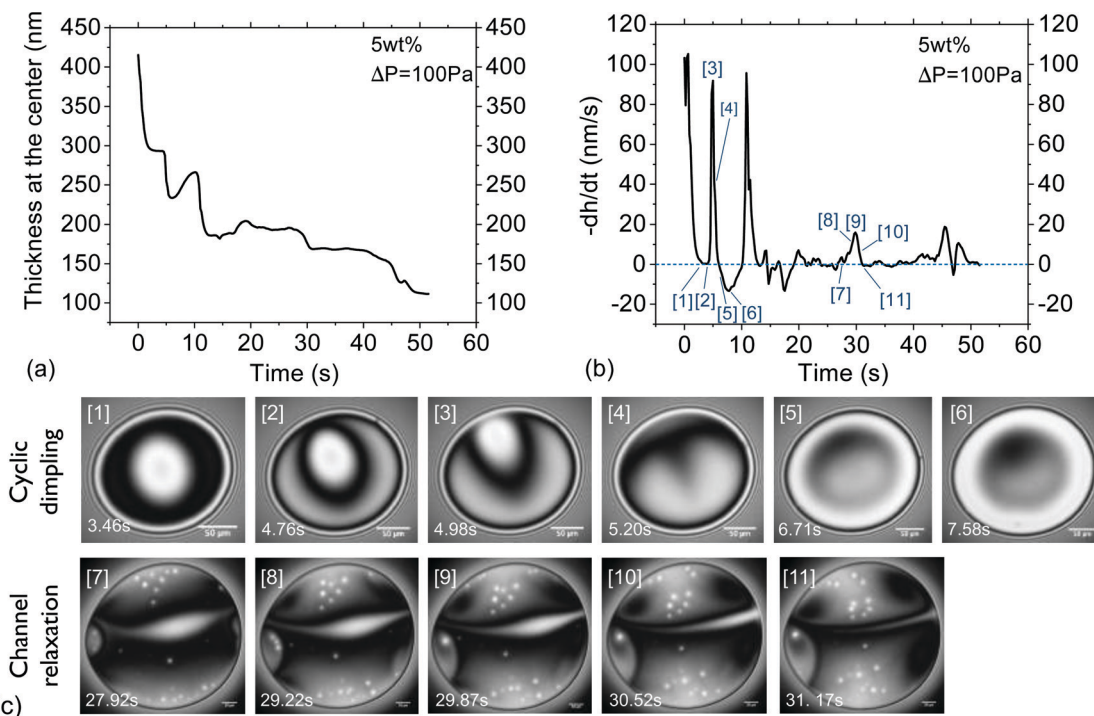 Thickness at the center (nm
450
400
350
300
250
200
150
100
450
400
350
300
250
200
150
100
5wt%
ΔP=100Pa
0 10 20 30 40 50 60
Time (s)
(a)
-dh/dt (nm/s)
120
100
80
60
40
20
0
-20
120
100
80
60
40
20
0
-20
5wt%
ΔP=100Pa
[3]
[4]
[8] [9]
[10]
[1] [2]
[5] [6]
[7]
[11]
0 10 20 30 40 50 60
Time (s)
(b)
Cyclic
dimpling
[1]
3.46s
50 μm
[2]
4.76s
50 μm
[3]
4.98s
50 μm
[4]
5.20s
50 μm
[5]
6.71s
50 μm
[6]
7.58s
50 μm
Channel
relaxation
[7]
27.92s
[8]
29.22s
[9]
29.87s
[10]
30.52s
[11]
31. 17s
c)